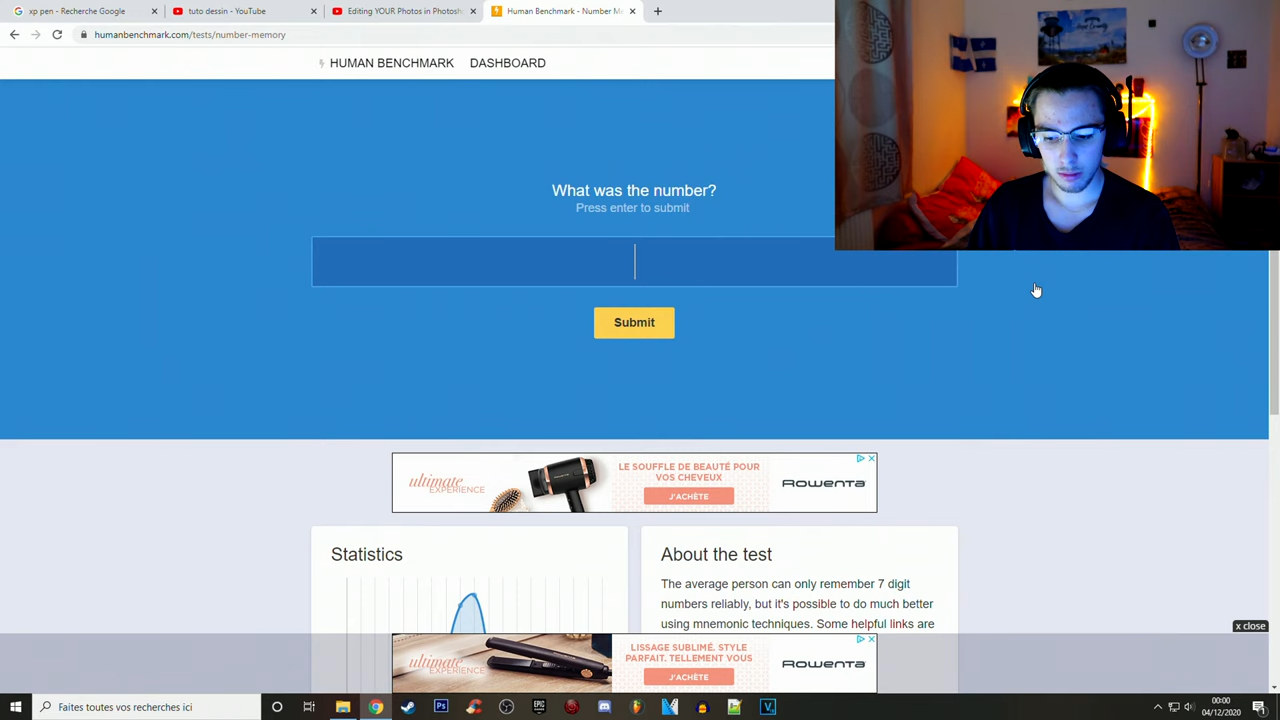 xp pen - Recherche Google
tuto dessin - YouTube
Editing YOUR Photos in Photosh
Human Benchmark - Number M
humanbenchmark.com/tests/number-memory
HUMAN BENCHMARK
DASHBOARD
What was the number?
Press enter to submit
Submit
ultimate
EXPERIENCE
LE SOUFFLE DE BEAUTÉ POUR
VOS CHEVEUX
J'ACHÈTE
ROWENTA
Statistics
About the test
The average person can only remember 7 digit
numbers reliably, but it's possible to do much better
using mnemonic techniques. Some helpful links are
x close
ultimate
EXPERIENCE
LISSAGE SUBLIMÉ. STYLE
PARFAIT. TELLEMENT VOUS
J'ACHÈTE
ROWENTA
Faites toutes vos recherches ici
00:00
04/12/2020